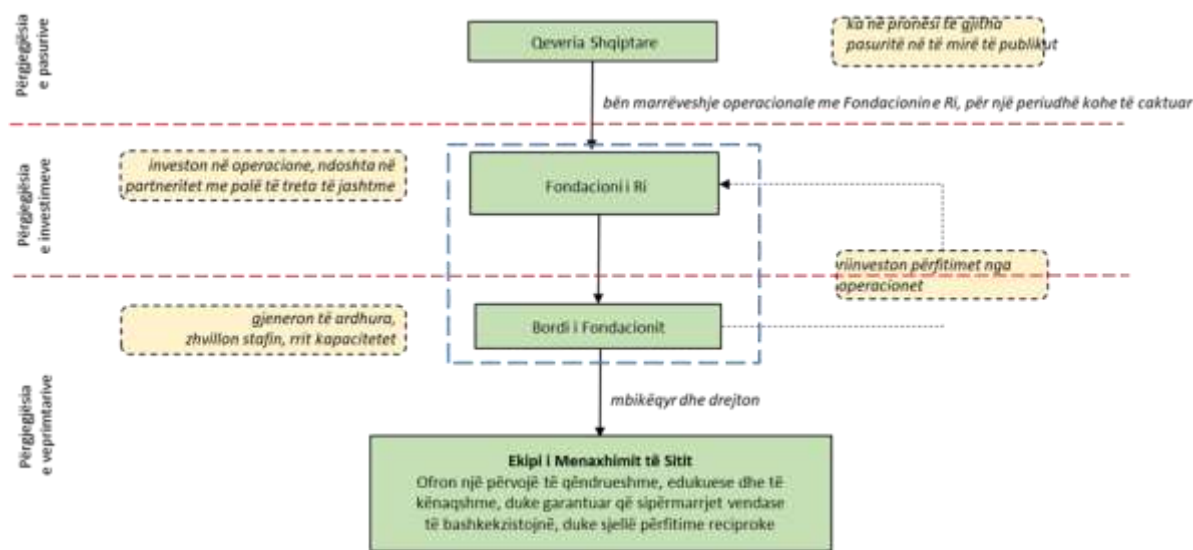 Përgjegjësia
e pasurive
Qeveria Shqiptare
ka në pronësi të gjitha
pasuritë në të mirë të publikut
bën marrëveshje operacionale me Fondacionin e Ri, për një periudhë kohe të caktuar
Përgjegjësia
e investimeve
investon në operacione, ndoshta në
partneritet me palë të treta të jashtme
Fondacioni i Ri
riinveston përfitimet nga
operacionet
Përgjegjësia
e veprimtarive
gjeneron të ardhura,
zhvillon stafin, rrit kapacitetet
Bordi i Fondacionit
mbikëqyr dhe drejton
Ekipi i Menaxhimit të Sitit
Ofron një përvojë të qëndrueshme, edukuese dhe të
kënaqshme, duke garantuar që sipërmarrjet vendase
të bashkekzistojnë, duke sjellë përfitime reciproke